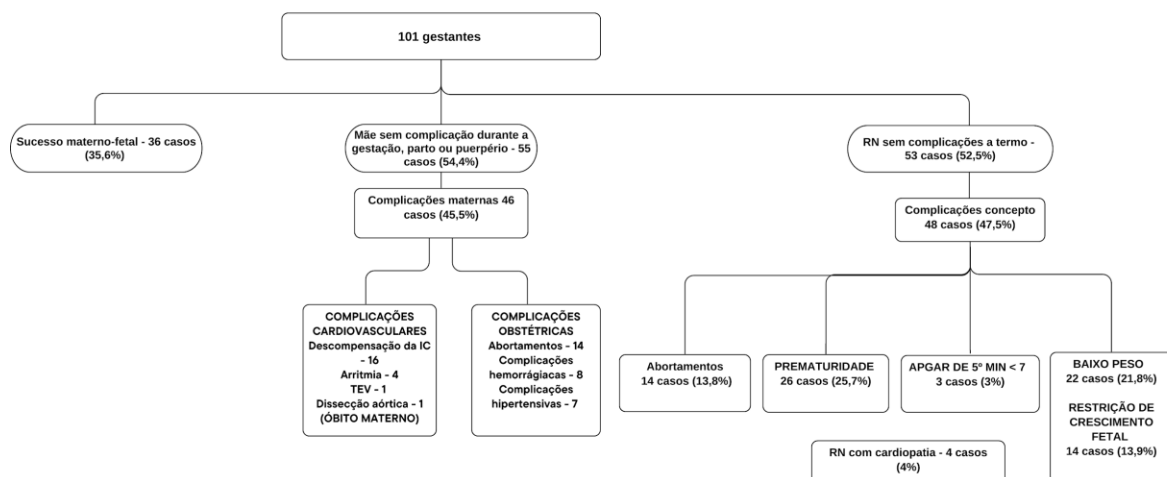 101 gestantes
Sucesso materno-fetal - 36 casos
(35,6%)
Mãe sem complicação durante a
gestação, parto ou puerpério - 55
casos (54,4%)
RN sem complicações a termo -
53 casos (52,5%)
Complicações maternas 46
casos (45,5%)
Complicações concepto
48 casos (47,5%)
COMPLICAÇÕES
CARDIOVASCULARES
Descompensação da IC
- 16
Arritmia - 4
TEV - 1
Dissecção aórtica - 1
(ÓBITO MATERNO)
COMPLICAÇÕES
OBSTÉTRICAS
Abortamentos - 14
Complicações
hemorrágiacas - 8
Complicações
hipertensivas - 7
Abortamentos
14 casos (13,8%)
PREMATURIDADE
26 casos (25,7%)
APGAR DE 5º MIN < 7
3 casos (3%)
BAIXO PESO
22 casos (21,8%)
RESTRIÇÃO DE
CRESCIMENTO
FETAL
14 casos (13,9%)
RN com cardiopatia - 4 casos
(4%)